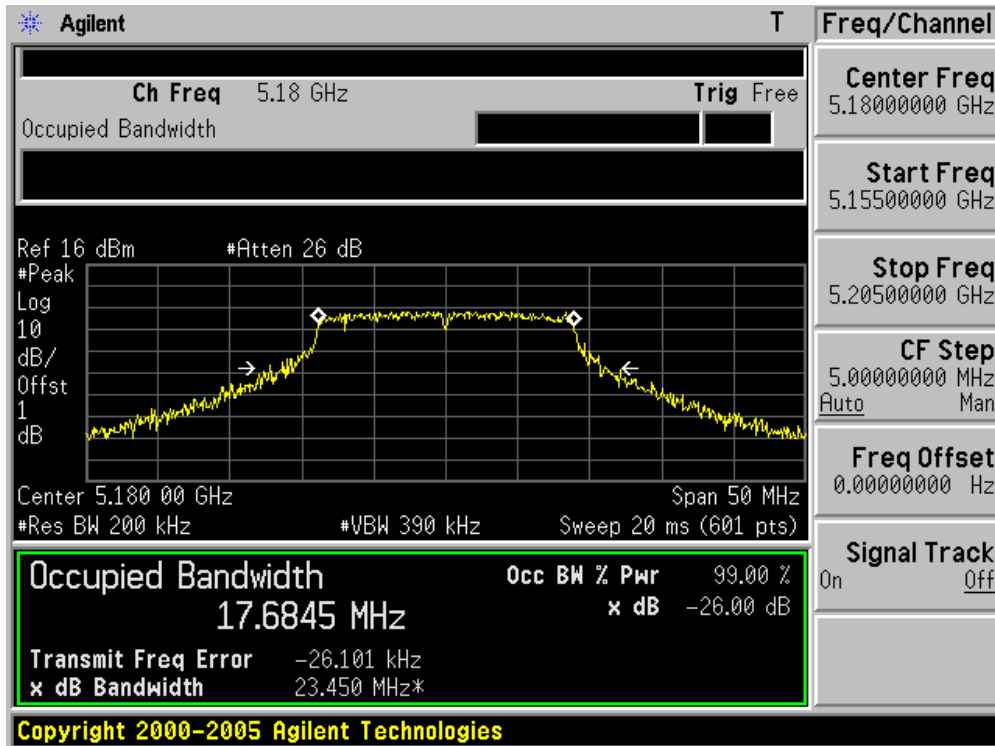 Agilent T
Ch Freq 5.18 GHz Trig Free
Occupied Bandwidth
Ref 16 dBm #Atten 26 dB
#Peak
Log
10
dB/
Offst
1
dB
Center 5.180 00 GHz Span 50 MHz
#Res BW 200 kHz #VBW 390 kHz Sweep 20 ms (601 pts)
Occupied Bandwidth
17.6845 MHz
Occ BW % Pwr 99.00 %
x dB -26.00 dB
Transmit Freq Error -26.101 kHz
x dB Bandwidth 23.450 MHz*
Copyright 2000-2005 Agilent Technologies
Freq/Channel
Center Freq
5.18000000 GHz
Start Freq
5.15500000 GHz
Stop Freq
5.20500000 GHz
CF Step
5.00000000 MHz
Auto Man
Freq Offset
0.00000000 Hz
Signal Track
On Off